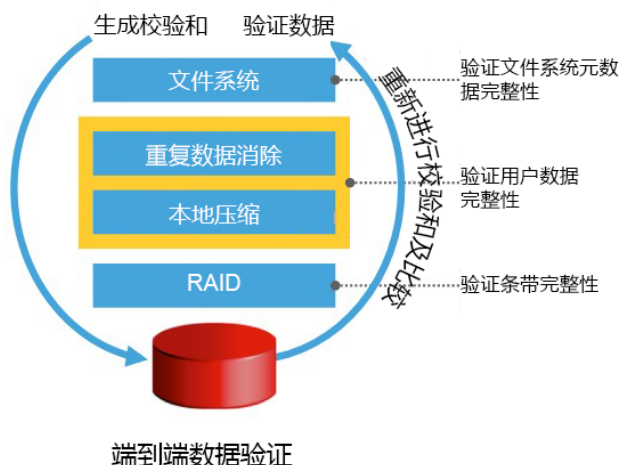 生成校验和 验证数据
文件系统
验证文件系统元数
据完整性
重复数据消除
本地压缩
验证用户数据
完整性
重新进行校验和及比较
RAID
验证条带完整性
端到端数据验证